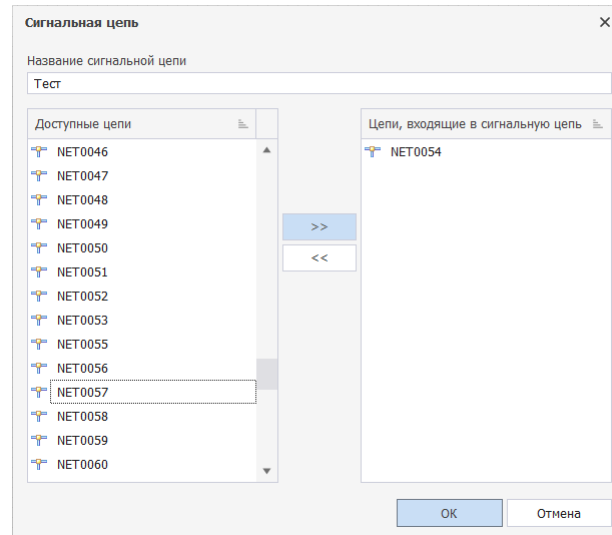 Сигнальная цепь
Название сигнальной цепи
Тест
Доступные цепи
NET0046
NET0047
NET0048
NET0049
NET0050
NET0051
NET0052
NET0053
NET0055
NET0056
NET0057
NET0058
NET0059
NET0060
>>
<<
Цепи, входящие в сигнальную цепь
NET0054
ОК
Отмена